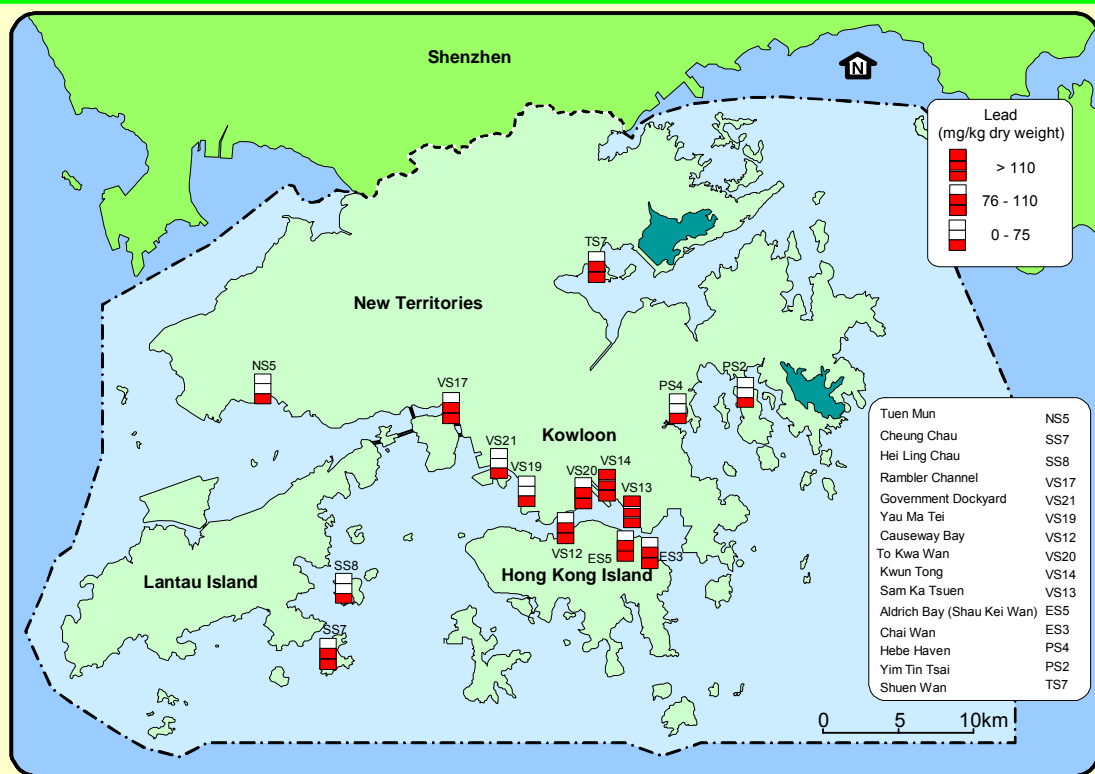 Shenzhen
N
Lead
(mg/kg dry weight)
> 110
76 - 110
0 - 75
TS7
New Territories
NS5
VS17
PS4
PS2
Kowloon
VS21
VS19
VS20
VS14
VS13
VS12
ES5
ES3
Hong Kong Island
Lantau Island
SS8
SS7
Tuen Mun NS5
Cheung Chau SS7
Hei Ling Chau SS8
Rambler Channel VS17
Government Dockyard VS21
Yau Ma Tei VS19
Causeway Bay VS12
To Kwa Wan VS20
Kwun Tong VS14
Sam Ka Tsuen VS13
Aldrich Bay (Shau Kei Wan) ES5
Chai Wan ES3
Hebe Haven PS4
Yim Tin Tsai PS2
Shuen Wan TS7
0 5 10km